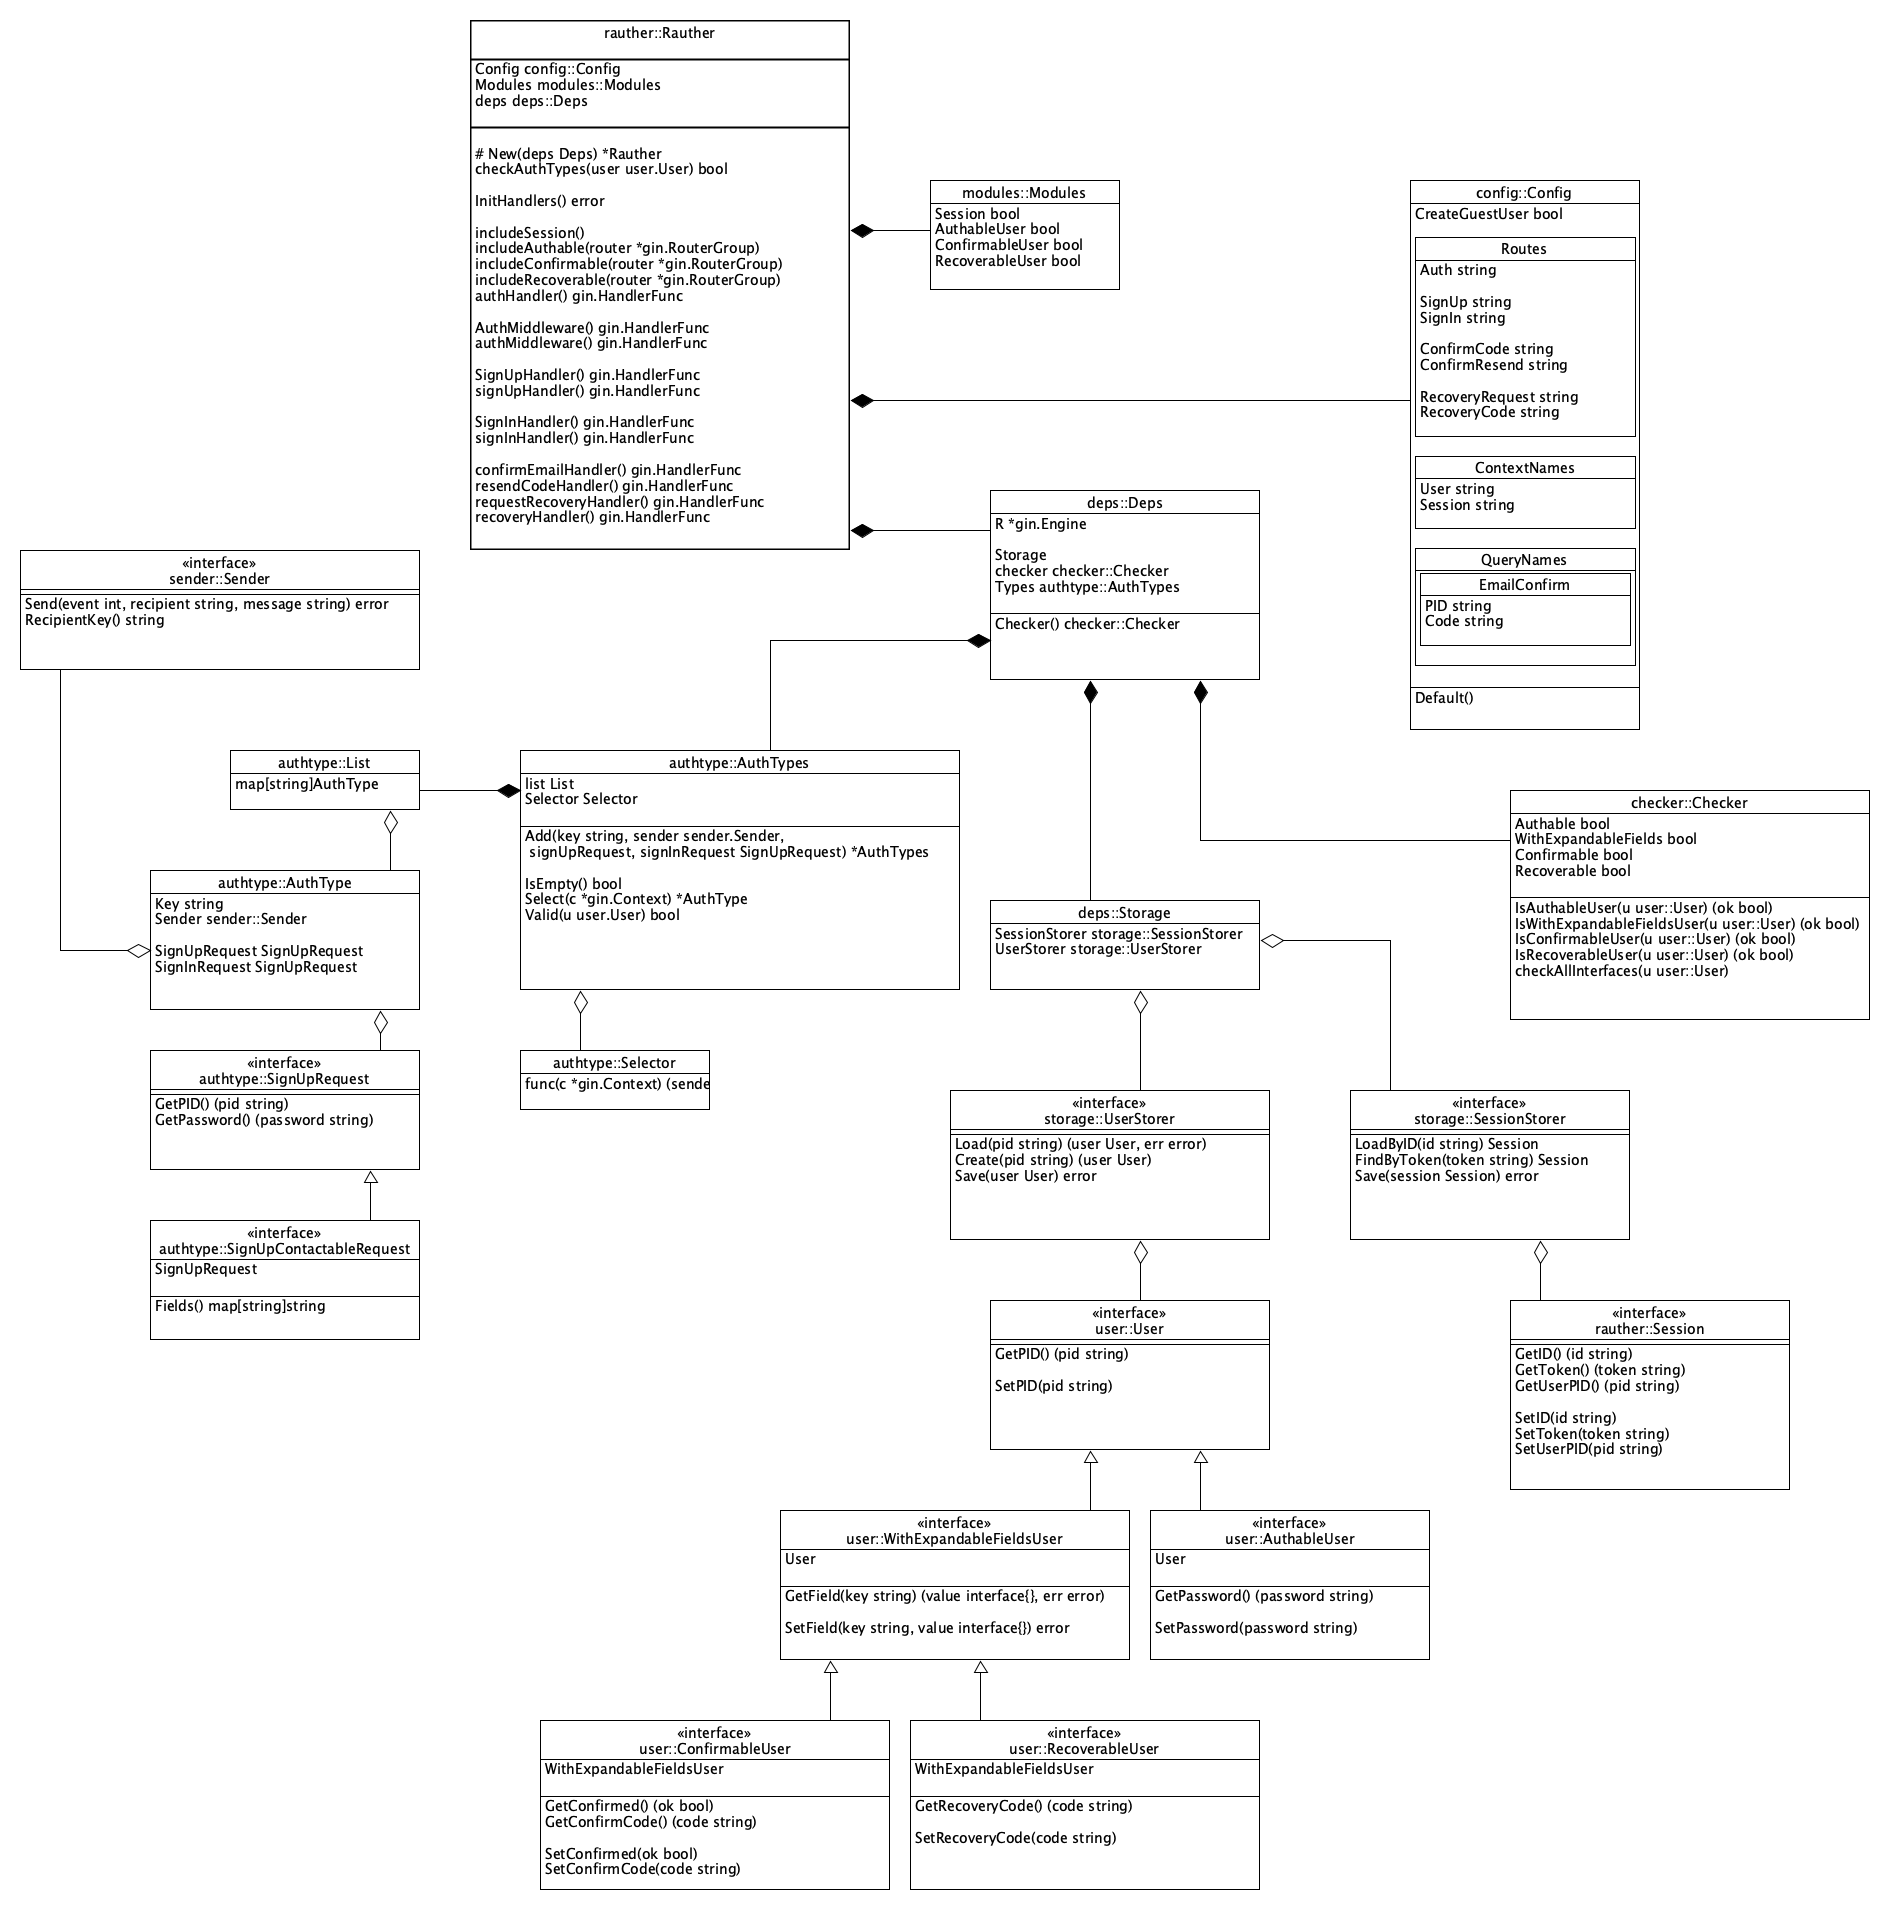 rauther::Rauther
Config config::Config
Modules modules::Modules
deps deps::Deps
# New(deps Deps) *Rauther
checkAuthTypes(user user.User) bool
InitHandlers() error
includeSession()
includeAuthable(router *gin.RouterGroup)
includeConfirmable(router *gin.RouterGroup)
includeRecoverable(router *gin.RouterGroup)
authHandler() gin.HandlerFunc
AuthMiddleware() gin.HandlerFunc
authMiddleware() gin.HandlerFunc
SignUpHandler() gin.HandlerFunc
signUpHandler() gin.HandlerFunc
SignInHandler() gin.HandlerFunc
signInHandler() gin.HandlerFunc
confirmEmailHandler() gin.HandlerFunc
resendCodeHandler() gin.HandlerFunc
requestRecoveryHandler() gin.HandlerFunc
recoveryHandler() gin.HandlerFunc
modules::Modules
Session bool
AuthableUser bool
ConfirmableUser bool
RecoverableUser bool
config::Config
CreateGuestUser bool
Routes
Auth string
SignUp string
SignIn string
ConfirmCode string
ConfirmResend string
RecoveryRequest string
RecoveryCode string
ContextNames
User string
Session string
QueryNames
EmailConfirm
PID string
Code string
Default()
deps::Deps
R *gin.Engine
Storage
checker checker::Checker
Types authtype::AuthTypes
Checker() checker::Checker
«interface»
sender::Sender
Send(event int, recipient string, message string) error
RecipientKey() string
authtype::List
map[string]AuthType
authtype::AuthTypes
list List
Selector Selector
Add(key string, sender sender.Sender,
signUpRequest, signInRequest SignUpRequest) *AuthTypes
IsEmpty() bool
Select(c *gin.Context) *AuthType
Valid(u user.User) bool
checker::Checker
Authable bool
WithExpandableFields bool
Confirmable bool
Recoverable bool
IsAuthableUser(u user::User) (ok bool)
IsWithExpandableFieldsUser(u user::User) (ok bool)
IsConfirmableUser(u user::User) (ok bool)
IsRecoverableUser(u user::User) (ok bool)
checkAllInterfaces(u user::User)
authtype::AuthType
Key string
Sender sender::Sender
SignUpRequest SignUpRequest
SignInRequest SignUpRequest
deps::Storage
SessionStorer storage::SessionStorer
UserStorer storage::UserStorer
«interface»
authtype::SignUpRequest
GetPID() (pid string)
GetPassword() (password string)
authtype::Selector
func(c *gin.Context) (sende
«interface»
storage::UserStorer
Load(pid string) (user User, err error)
Create(pid string) (user User)
Save(user User) error
«interface»
storage::SessionStorer
LoadByID(id string) Session
FindByToken(token string) Session
Save(session Session) error
«interface»
authtype::SignUpContactableRequest
SignUpRequest
Fields() map[string]string
«interface»
user::User
GetPID() (pid string)
SetPID(pid string)
«interface»
rauther::Session
GetID() (id string)
GetToken() (token string)
GetUserPID() (pid string)
SetID(id string)
SetToken(token string)
SetUserPID(pid string)
«interface»
user::WithExpandableFieldsUser
User
GetField(key string) (value interface{}, err error)
SetField(key string, value interface{}) error
«interface»
user::AuthableUser
User
GetPassword() (password string)
SetPassword(password string)
«interface»
user::ConfirmableUser
WithExpandableFieldsUser
GetConfirmed() (ok bool)
GetConfirmCode() (code string)
SetConfirmed(ok bool)
SetConfirmCode(code string)
«interface»
user::RecoverableUser
WithExpandableFieldsUser
GetRecoveryCode() (code string)
SetRecoveryCode(code string)